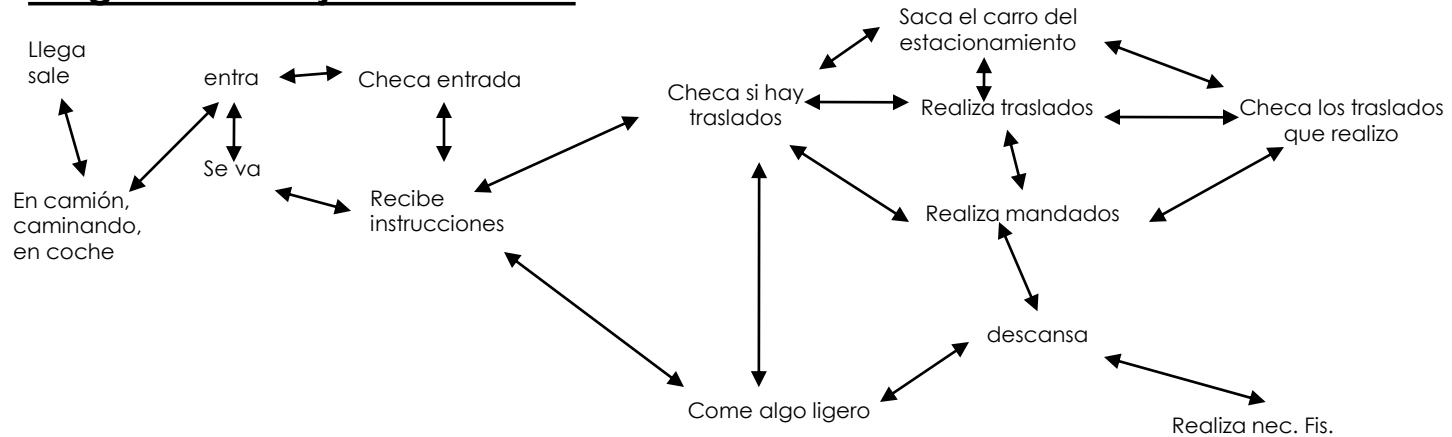 Saca el carro del
estacionamiento
Llega
sale
entra
Checa entrada
Checa si hay
traslados
Realiza traslados
Checa los traslados
que realizo
Se va
En camión,
caminando,
en coche
Recibe
instrucciones
Realiza mandados
descansa
Come algo ligero
Realiza nec. Fis.